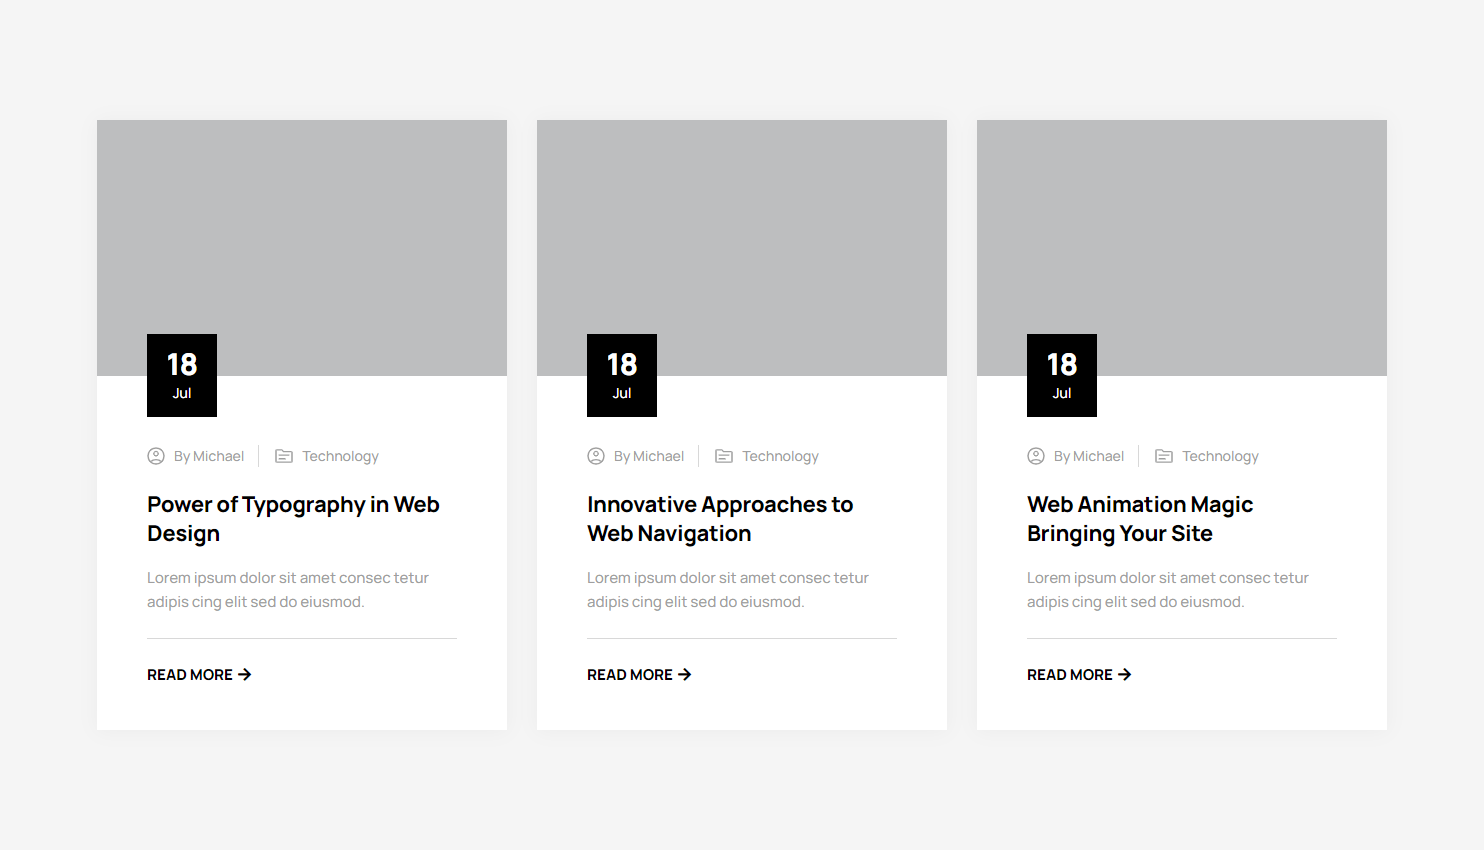 18
Jul
By Michael
Technology
Power of Typography in Web
Design
Lorem ipsum dolor sit amet consec tetur
adipis cing elit sed do eiusmod.
READ MORE
18
Jul
By Michael
Technology
Innovative Approaches to
Web Navigation
Lorem ipsum dolor sit amet consec tetur
adipis cing elit sed do eiusmod.
READ MORE
18
Jul
By Michael
Technology
Web Animation Magic
Bringing Your Site
Lorem ipsum dolor sit amet consec tetur
adipis cing elit sed do eiusmod.
READ MORE